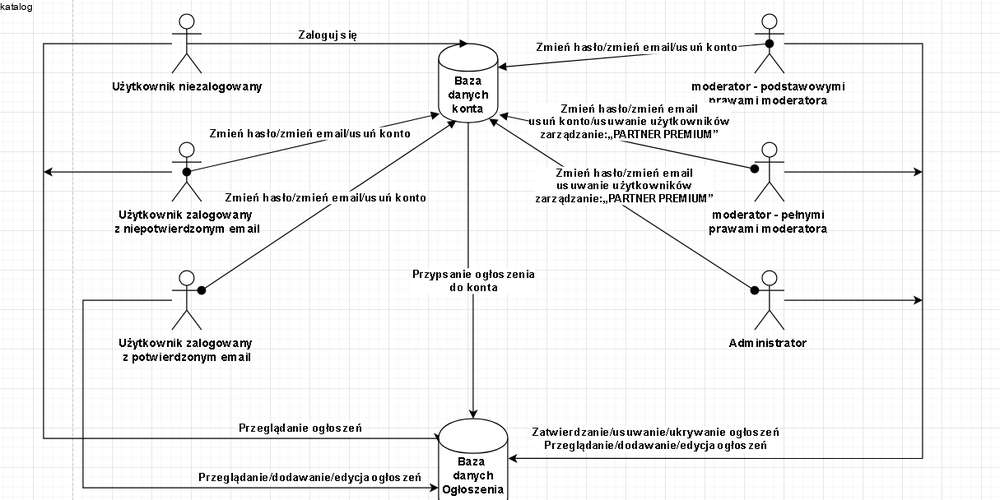 katalog
Zaloguj się
Użytkownik niezalogowany
Baza
danych
konta
Zmień hasło/zmień email/usuń konto
moderator - podstawowymi
prawami moderatora
Zmień hasło/zmień email/usuń konto
Zmień hasło/zmień email
usuń konto/usuwanie użytkowników
zarządzanie:„PARTNER PREMIUM”
Zmień hasło/zmień email/usuń konto
Zmień hasło/zmień email
usuwanie użytkowników
zarządzanie:„PARTNER PREMIUM”
Użytkownik zalogowany
z niepotwierdzonym email
moderator - pełnymi
prawami moderatora
Przypsanie ogłoszenia
do konta
Użytkownik zalogowany
z potwierdzonym email
Administrator
Przeglądanie ogłoszeń
Zatwierdzanie/usuwanie/ukrywanie ogłoszeń
Przeglądanie/dodawanie/edycja ogłoszeń
Baza
danych
Ogłoszenia
Przeglądanie/dodawanie/edycja ogłoszeń